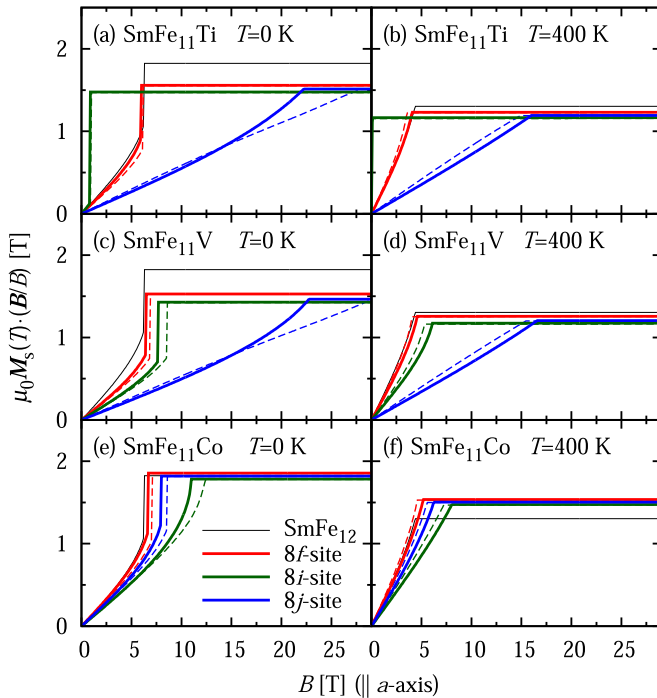 (a) SmFe₁₁Ti T=0 K
(b) SmFe₁₁Ti T=400 K
2
1
0
(c) SmFe₁₁V T=0 K
(d) SmFe₁₁V T=400 K
2
1
0
μ₀Mₛ(T)·(B/B) [T]
(e) SmFe₁₁Co T=0 K
(f) SmFe₁₁Co T=400 K
2
1
0
SmFe₁₂
8f-site
8i-site
8j-site
0 5 10 15 20 25 0 5 10 15 20 25
B [T] (|| a-axis)